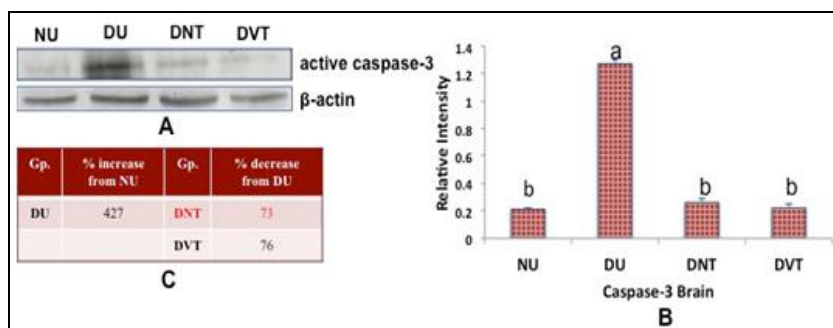 NU DU DNT DVT
active caspase-3
β-actin
A
Gp. % increase from NU Gp. % decrease from DU
DU 427 DNT 73
DVT 76
C
Relative Intensity
1.4
1.2
1
0.8
0.6
0.4
0.2
0
b a b b
NU DU DNT DVT
Caspase-3 Brain
B